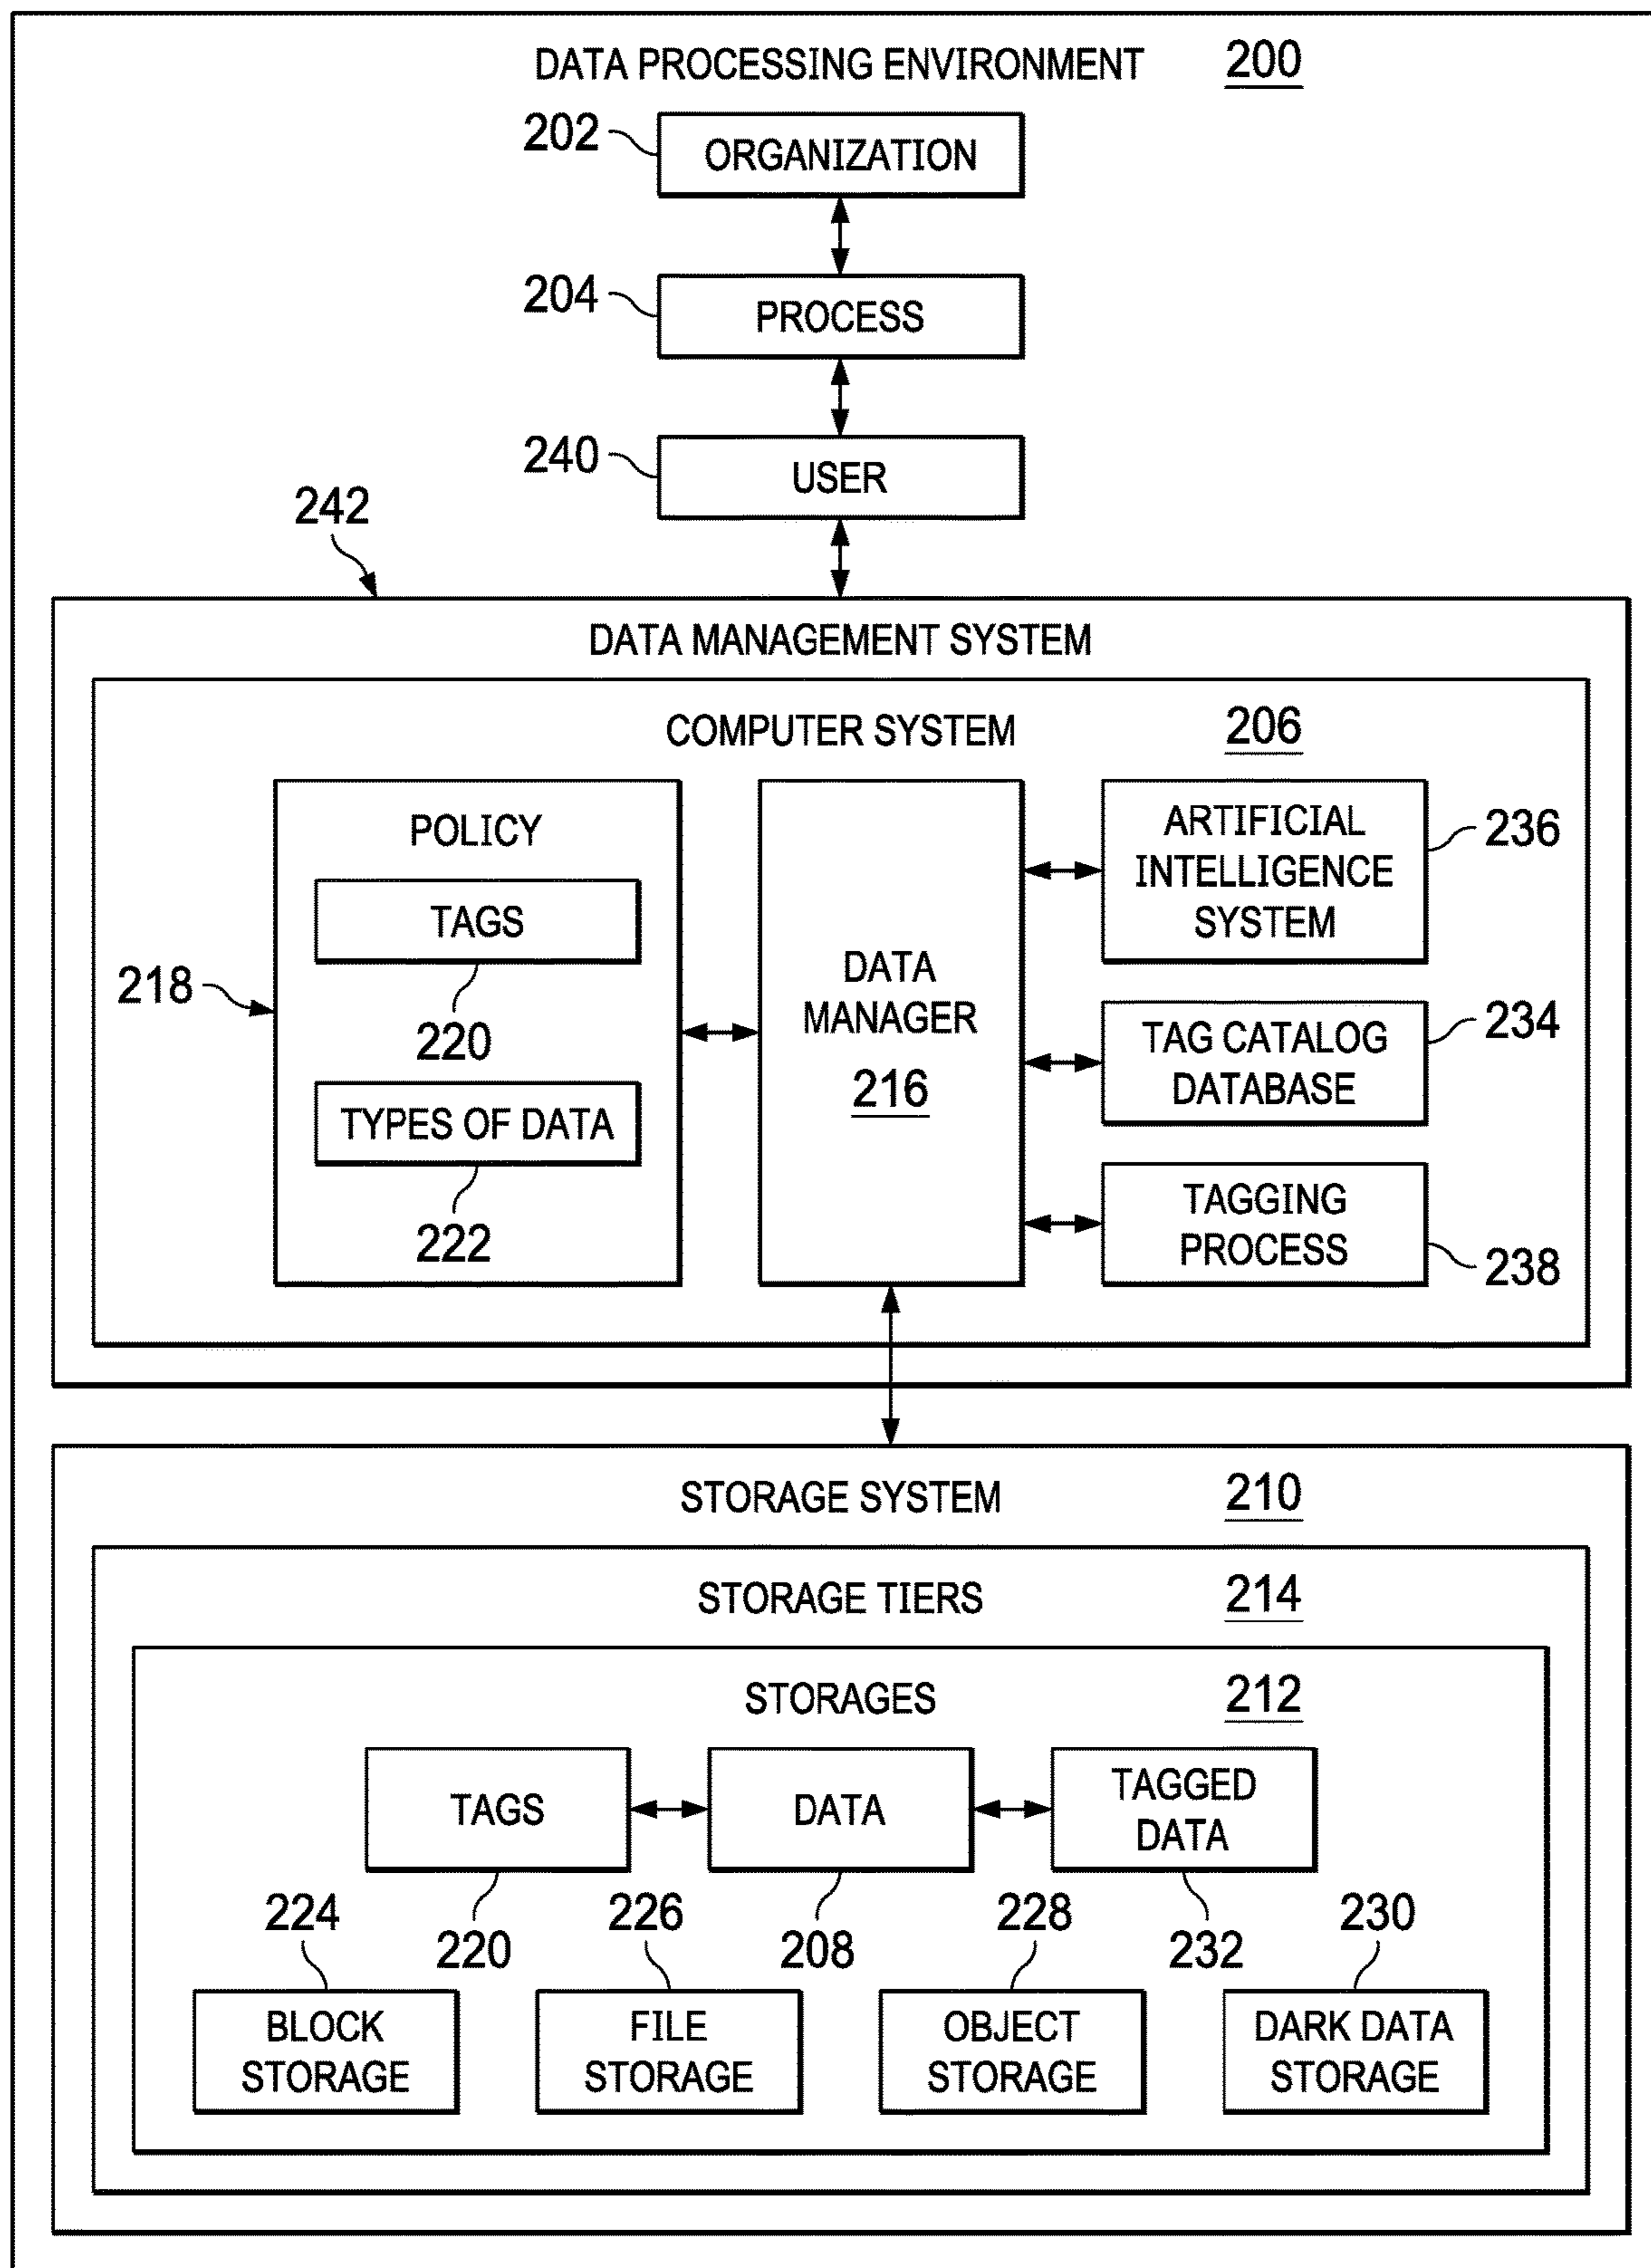 DATA PROCESSING ENVIRONMENT 200
202
ORGANIZATION
204
PROCESS
240
USER
242
DATA MANAGEMENT SYSTEM
COMPUTER SYSTEM 206
POLICY
TAGS
220
TYPES OF DATA
222
218
DATA
MANAGER
216
ARTIFICIAL
INTELLIGENCE
SYSTEM
236
TAG CATALOG
DATABASE
234
TAGGING
PROCESS
238
STORAGE SYSTEM 210
STORAGE TIERS 214
STORAGES 212
TAGS
DATA
TAGGED
DATA
220
208
232
224
226
228
230
BLOCK
STORAGE
FILE
STORAGE
OBJECT
STORAGE
DARK DATA
STORAGE